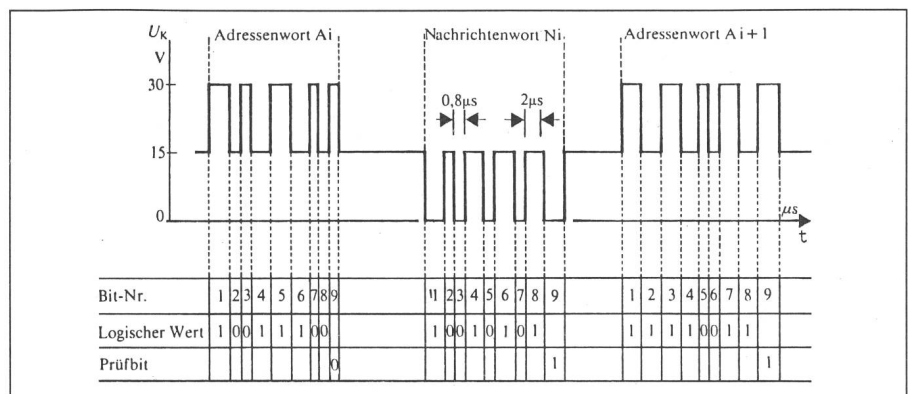 U_K Adressenwort Ai Nachrichtenwort Ni Adressenwort Ai+1
V
30
0,8µs 2µs
15
0 µs
t
Bit-Nr. 1 2 3 4 5 6 7 8 9 1 2 3 4 5 6 7 8 9 1 2 3 4 5 6 7 8 9
Logischer Wert 1 0 0 1 1 1 0 0 1 0 0 1 0 1 0 1 1 1 1 1 0 0 1 1
Prüfbit 0 1 1